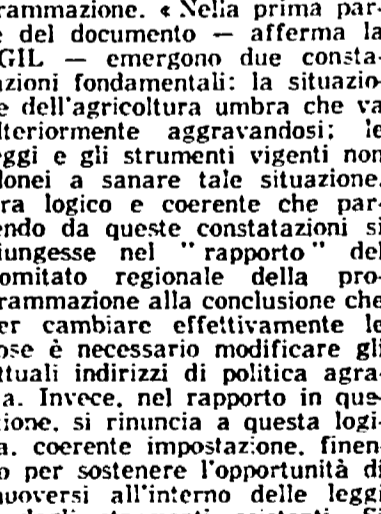 rammazione. « Nella prima par-
e del documento — afferma la
GIL — emergono due consta-
azioni fondamentali: la situazio-
e dell'agricoltura umbra che va
lteriormente aggravandosi; le
eggi e gli strumenti vigenti non
donei a sanare tale situazione.
ra logico e coerente che par-
endo da queste constatazioni si
iungesse nel "rapporto" del
omitato regionale della pro-
rammazione alla conclusione che
er cambiare effettivamente le
ose è necessario modificare gli
ttuali indirizzi di politica agra-
a. Invece, nel rapporto in que-
tione, si rinuncia a questa logi-
a, coerente impostazione, finen-
o per sostenere l'opportunità di
muoversi all'interno delle leggi